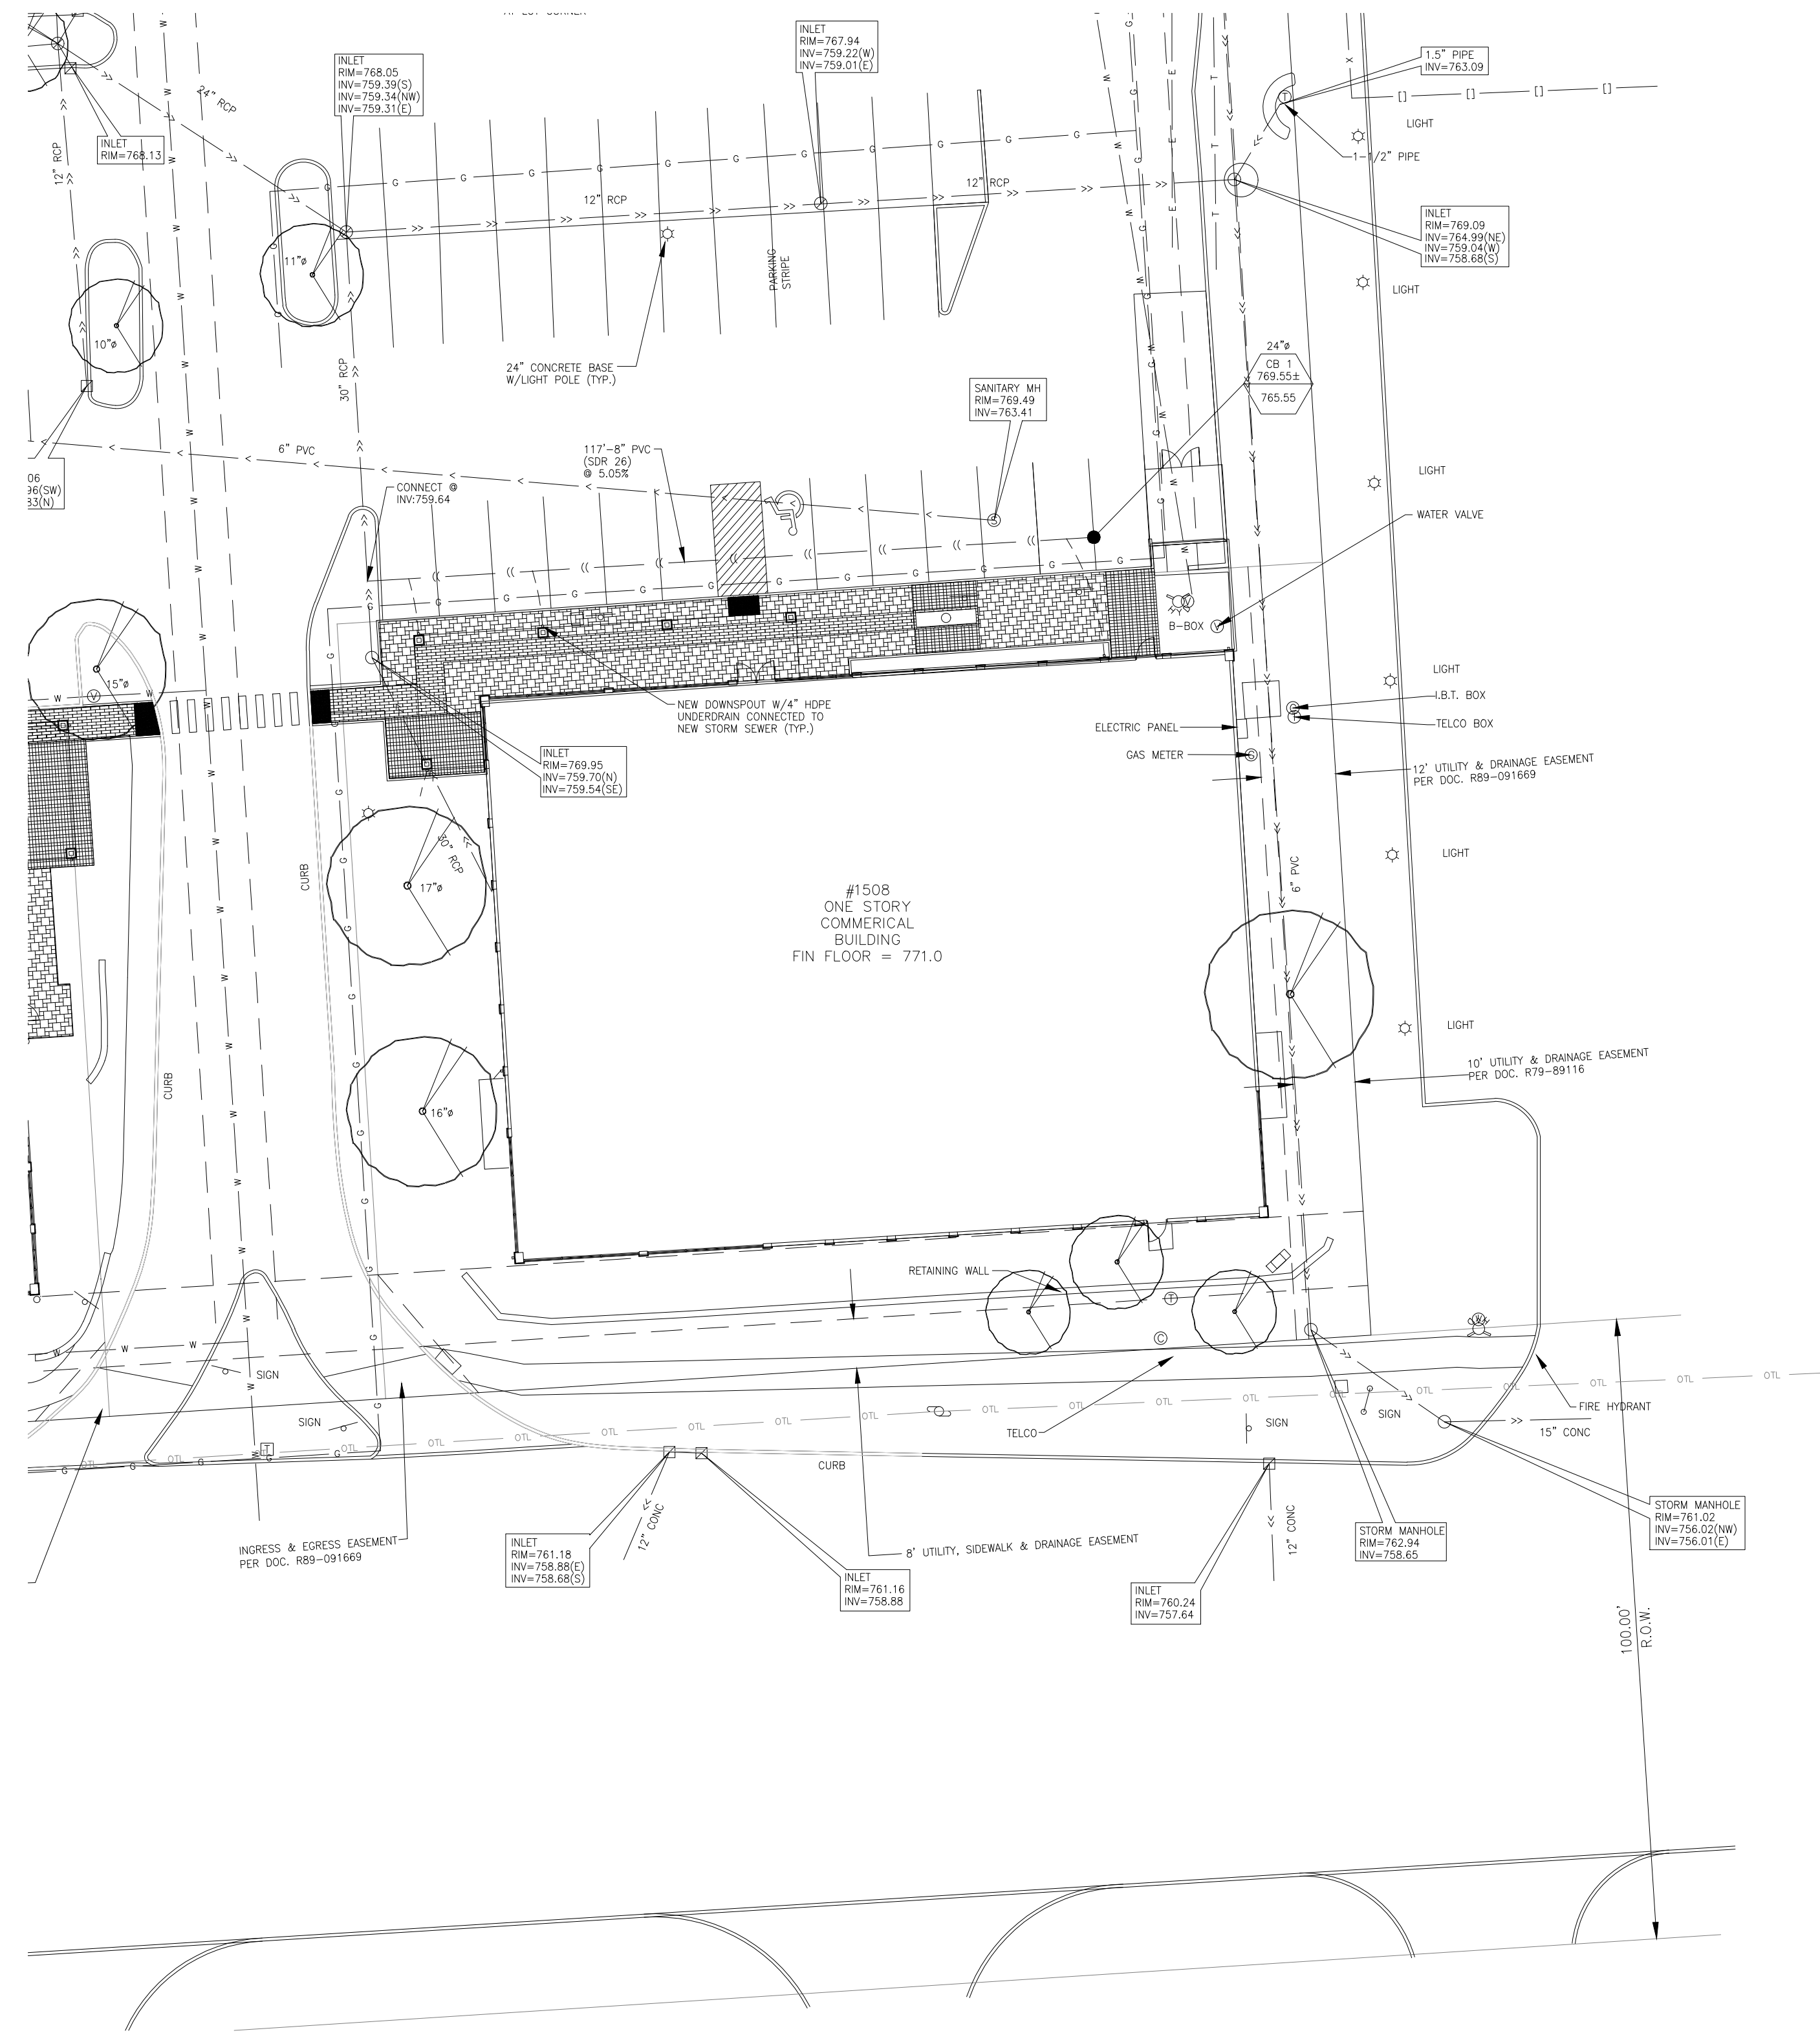 INLET
RIM=767.94
INV=759.22(W)
INV=759.01(E)
INLET
RIM=768.05
INV=759.39(S)
INV=759.34(NW)
INV=759.31(E)
1.5" PIPE
INV=763.09
LIGHT
1-1/2" PIPE
24" RCP
INLET
RIM=768.13
12" RCP
12" RCP
12" RCP
INLET
RIM=769.09
INV=764.99(NE)
INV=759.04(W)
INV=758.68(S)
11"ø
PARKING
STRIPE
LIGHT
10"ø
30" RCP
24" CONCRETE BASE
W/LIGHT POLE (TYP.)
24"ø
CB 1
769.55±
765.55
SANITARY MH
RIM=769.49
INV=763.41
6" PVC
117'-8" PVC
(SDR 26)
@ 5.05%
LIGHT
06
96(SW)
33(N)
CONNECT @
INV:759.64
WATER VALVE
B-BOX
LIGHT
15"ø
I.B.T. BOX
NEW DOWNSPOUT W/4" HDPE
UNDERDRAIN CONNECTED TO
NEW STORM SEWER (TYP.)
ELECTRIC PANEL
TELCO BOX
GAS METER
INLET
RIM=769.95
INV=759.70(N)
INV=759.54(SE)
12' UTILITY & DRAINAGE EASEMENT
PER DOC. R89-091669
30" RCP
LIGHT
CURB
17"ø
6" PVC
#1508
ONE STORY
COMMERICAL
BUILDING
FIN FLOOR = 771.0
LIGHT
10' UTILITY & DRAINAGE EASEMENT
PER DOC. R79-89116
CURB
16"ø
RETAINING WALL
SIGN
SIGN
TELCO
SIGN
SIGN
FIRE HYDRANT
15" CONC
CURB
INGRESS & EGRESS EASEMENT
PER DOC. R89-091669
INLET
RIM=761.18
INV=758.88(E)
INV=758.68(S)
12" CONC
8' UTILITY, SIDEWALK & DRAINAGE EASEMENT
INLET
RIM=761.16
INV=758.88
12" CONC
INLET
RIM=760.24
INV=757.64
STORM MANHOLE
RIM=762.94
INV=758.65
STORM MANHOLE
RIM=761.02
INV=756.02(NW)
INV=756.01(E)
100.00'
R.O.W.